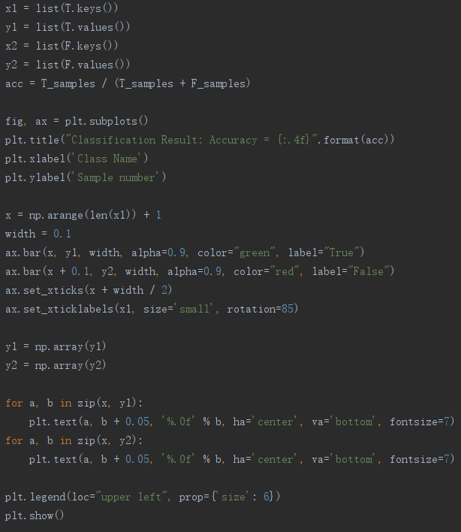 x1 = list(T.keys())
y1 = list(T.values())
x2 = list(F.keys())
y2 = list(F.values())
acc = T_samples / (T_samples + F_samples)
fig, ax = plt.subplots()
plt.title("Classification Result: Accuracy = {:.4f}".format(acc))
plt.xlabel('Class Name')
plt.ylabel('Sample number')
x = np.arange(len(x1)) + 1
width = 0.1
ax.bar(x, y1, width, alpha=0.9, color="green", label="True")
ax.bar(x + 0.1, y2, width, alpha=0.9, color="red", label="False")
ax.set_xticks(x + width / 2)
ax.set_xticklabels(x1, size='small', rotation=85)
y1 = np.array(y1)
y2 = np.array(y2)
for a, b in zip(x, y1):
    plt.text(a, b + 0.05, '%.0f' % b, ha='center', va='bottom', fontsize=7)
for a, b in zip(x, y2):
    plt.text(a, b + 0.05, '%.0f' % b, ha='center', va='bottom', fontsize=7)
plt.legend(loc="upper left", prop={'size': 6})
plt.show()